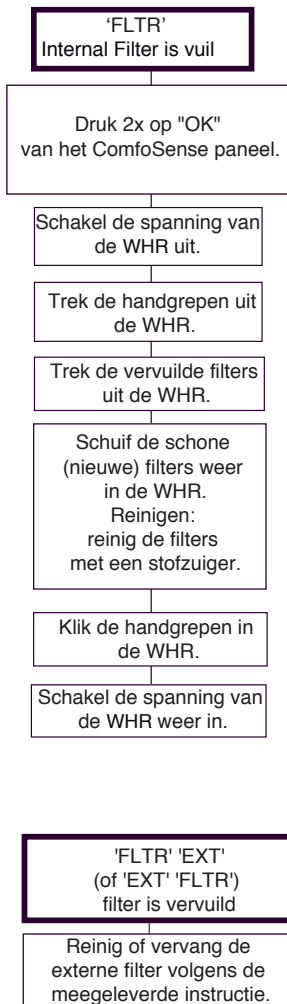 ‘FLTR’
Internal Filter is vuil
Druk 2x op "OK"
van het ComfoSense paneel.
Schakel de spanning van
de WHR uit.
Trek de handgrepen uit
de WHR.
Trek de vervuilde filters
uit de WHR.
Schuif de schone
(nieuwe) filters weer
in de WHR.
Reinigen:
reinig de filters
met een stofzuiger.
Klik de handgrepen in
de WHR.
Schakel de spanning van
de WHR weer in.
'FLTR' 'EXT'
(of 'EXT' 'FLTR')
filter is vervuild
Reinig of vervang de
externe filter volgens de
meegeleverde instructie.